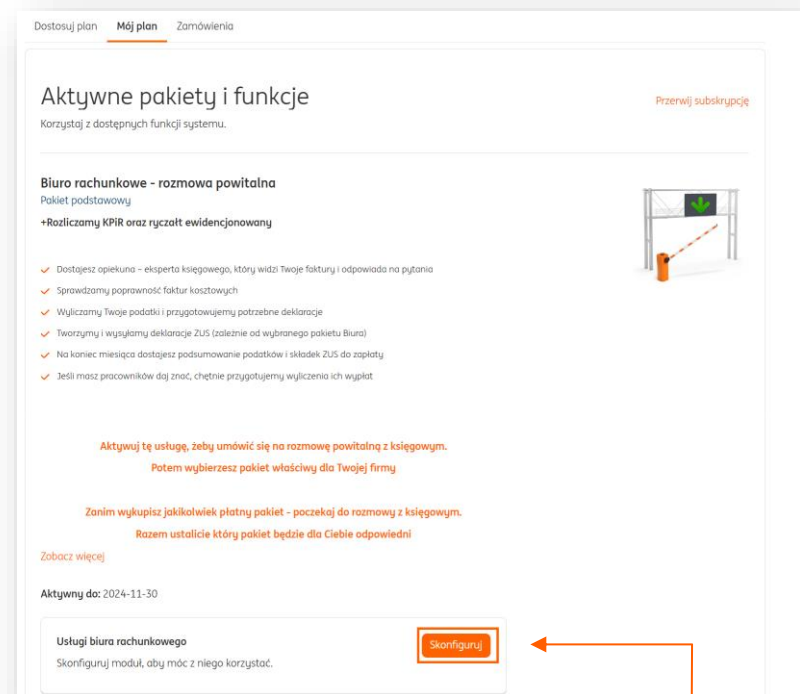 Dostosuj plan Mój plan Zamówienia
Aktywne pakiety i funkcje
Przerwij subskrypcję
Korzystaj z dostępnych funkcji systemu.
Biuro rachunkowe - rozmowa powitalna
Pakiet podstawowy
+Rozliczamy KPiR oraz ryczałt ewidencjonowany
Dostajesz opiekuna – eksperta księgowego, który widzi Twoje faktury i odpowiada na pytania
Sprawdzamy poprawność faktur kosztowych
Wyliczamy Twoje podatki i przygotowujemy potrzebne deklaracje
Tworzymy i wysyłamy deklaracje ZUS (zależnie od wybranego pakietu Biura)
Na koniec miesiąca dostajesz podsumowanie podatków i składek ZUS do zapłaty
Jeśli masz pracowników daj znać, chętnie przygotujemy wyliczenia ich wypłat
Aktywuj tę usługę, żeby umówić się na rozmowę powitalną z księgowym.
Potem wybierzesz pakiet właściwy dla Twojej firmy
Zanim wykupisz jakikolwiek płatny pakiet - poczekaj do rozmowy z księgowym.
Razem ustalicie który pakiet będzie dla Ciebie odpowiedni
Zobacz więcej
Aktywny do: 2024-11-30
Usługi biura rachunkowego
Skonfiguruj
Skonfiguruj moduł, aby móc z niego korzystać.